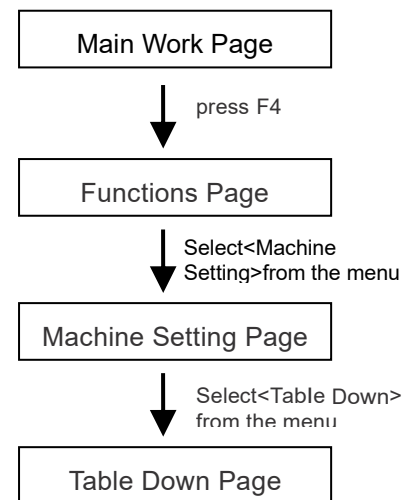 Main Work Page
press F4
Functions Page
Select<Machine
Setting>from the menu
Machine Setting Page
Select<Table Down>
from the menu
Table Down Page